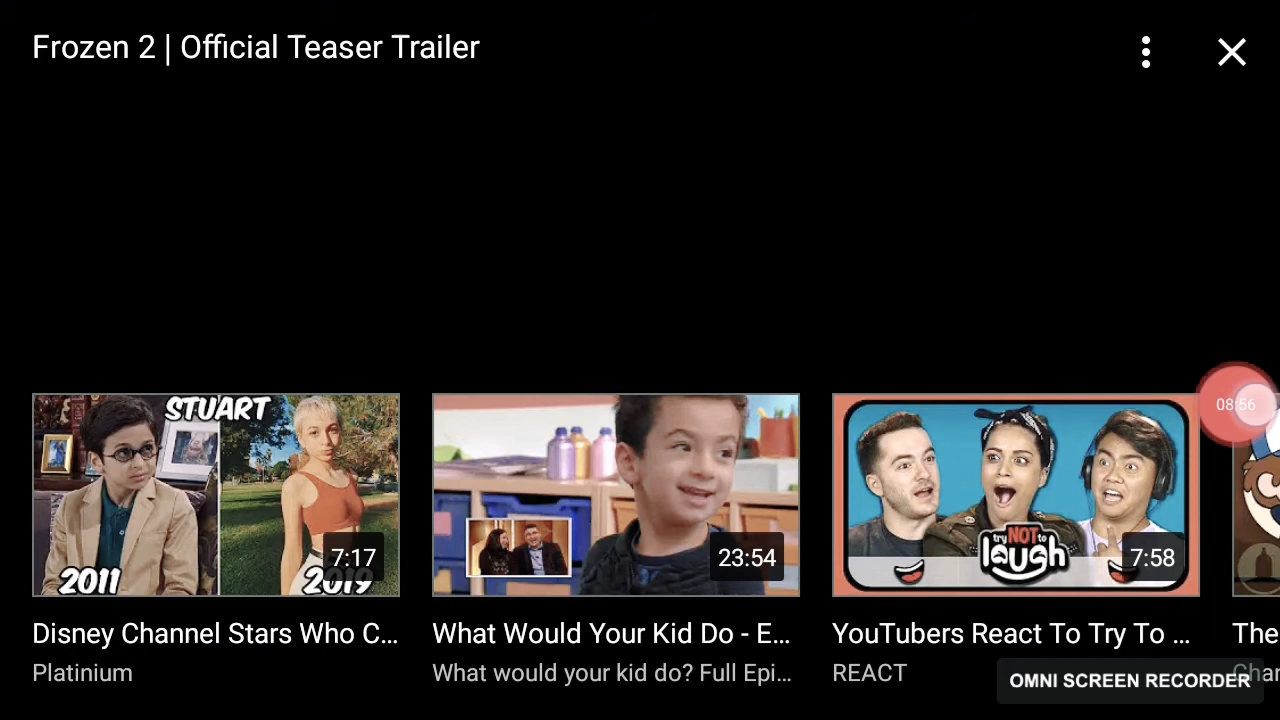 Frozen 2 | Official Teaser Trailer
STUART
2011
2019
7:17
23:54
try NOT to
laugh
7:58
08:56
Disney Channel Stars Who C...
Platinium
What Would Your Kid Do - E...
What would your kid do? Full Epi...
YouTubers React To Try To ...
REACT
The
OMNI SCREEN RECORDER